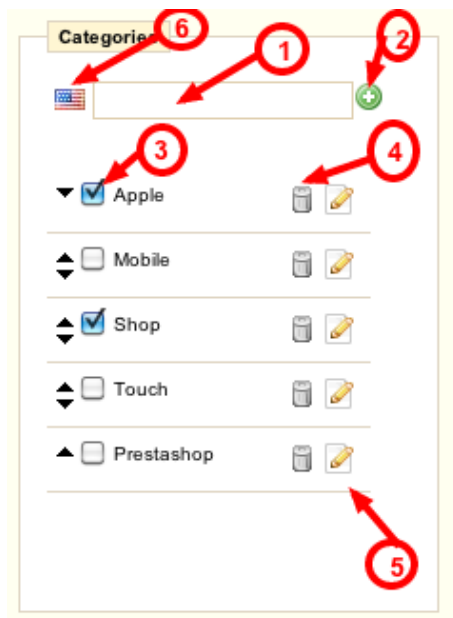 Categories 6
1
2
3
4
Apple
Mobile
Shop
Touch
Prestashop
5